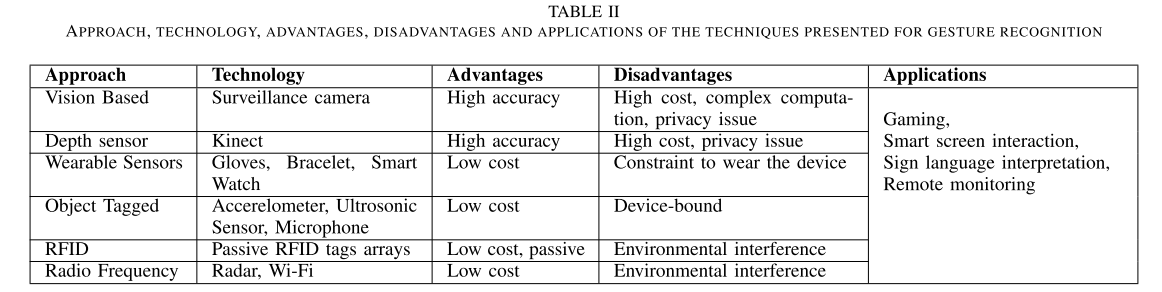 TABLE II
APPROACH, TECHNOLOGY, ADVANTAGES, DISADVANTAGES AND APPLICATIONS OF THE TECHNIQUES PRESENTED FOR GESTURE RECOGNITION
Approach Technology Advantages Disadvantages Applications
Vision Based Surveillance camera High accuracy High cost, complex computa-
tion, privacy issue
Depth sensor Kinect High accuracy High cost, privacy issue
Wearable Sensors Gloves, Bracelet, Smart Low cost Constraint to wear the device
Watch
Object Tagged Accerelometer, Ultrasonic Low cost Device-bound
Sensor, Microphone
RFID Passive RFID tags arrays Low cost, passive Environmental interference
Radio Frequency Radar, Wi-Fi Low cost Environmental interference
Gaming,
Smart screen interaction,
Sign language interpretation,
Remote monitoring